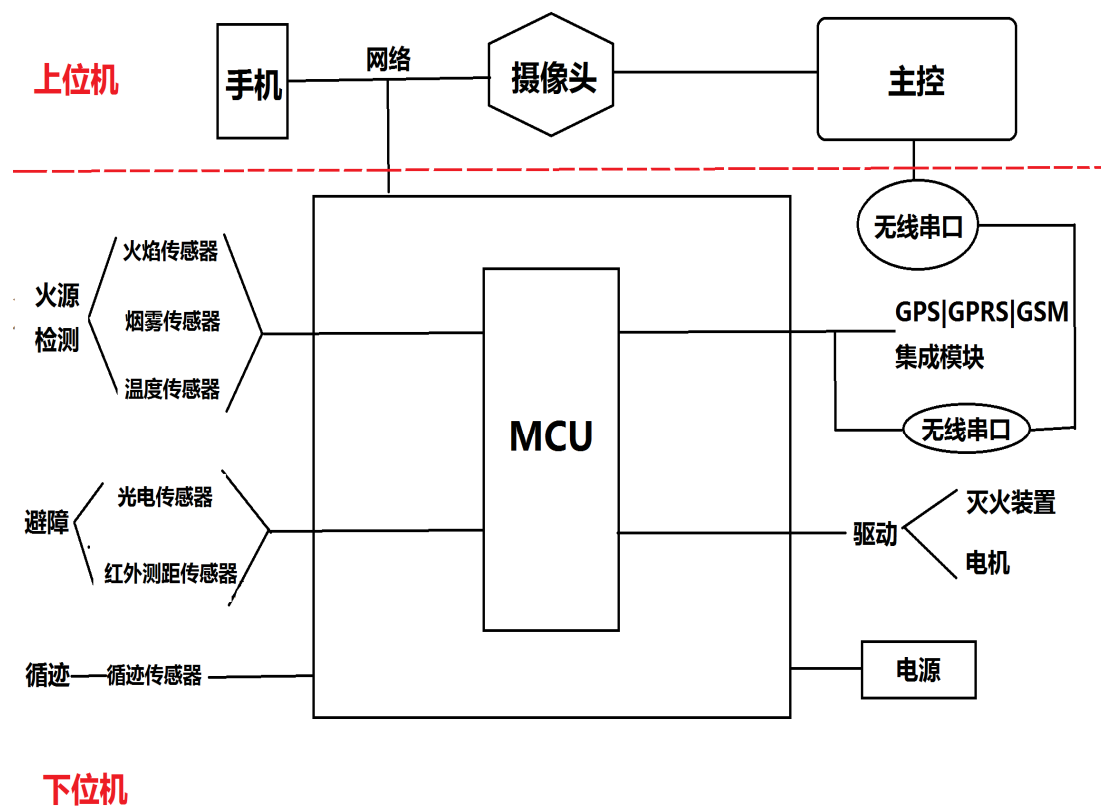 上位机
手机
网络
摄像头
主控
无线串口
火源
检测
火焰传感器
烟雾传感器
温度传感器
GPS|GPRS|GSM
集成模块
MCU
无线串口
避障
光电传感器
红外测距传感器
驱动
灭火装置
电机
循迹
循迹传感器
电源
下位机